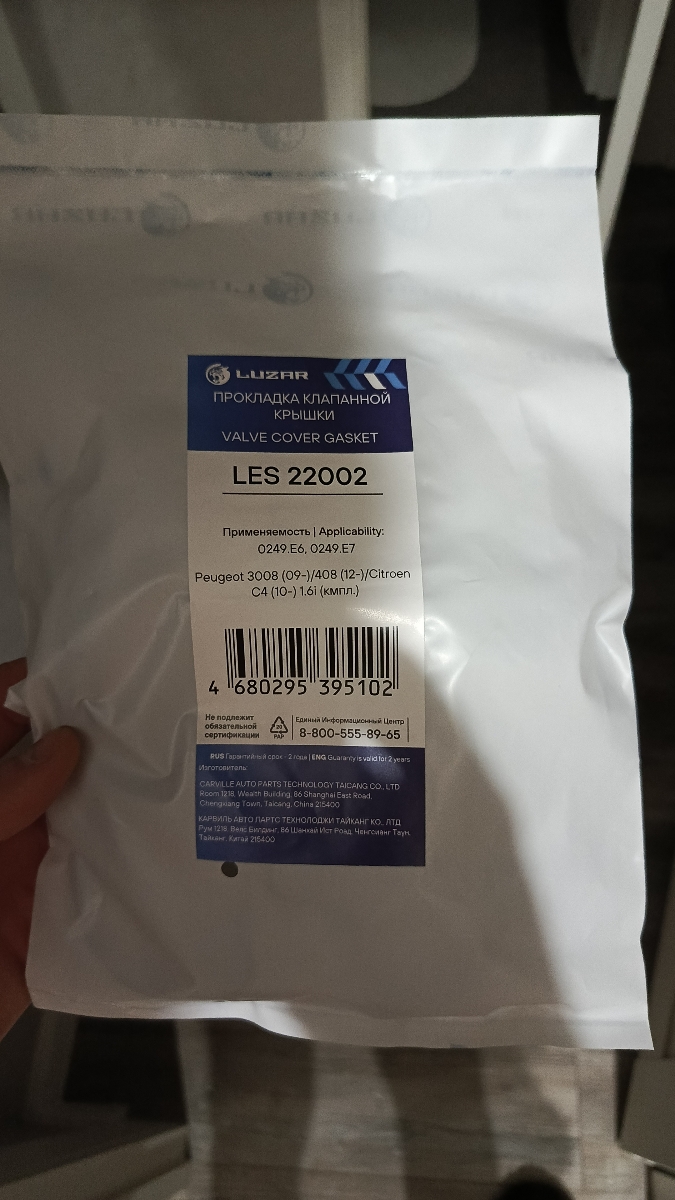 LUZAR
ПРОКЛАДКА КЛАПАННОЙ
КРЫШКИ
VALVE COVER GASKET
LES 22002
Применяемость | Applicability:
0249.E6, 0249.E7
Peugeot 3008 (09-)/408 (12-)/Citroen
C4 (10-) 1.6i (кмпл.)
4 680295 395102
Не подлежит
обязательной
сертификации
PAP
Единый Информационный Центр
8-800-555-89-65
RUS Гарантийный срок - 2 года | ENG Guaranty is valid for 2 years
Изготовитель:
CARVILLE AUTO PARTS TECHNOLOGY TAICANG CO., LTD
Room 1218, Wealth Building, 86 Shanghai East Road,
Chengxiang Town, Taicang, China 215400
КАРВИЛЬ АВТО ПАРТС ТЕХНОЛОДЖИ ТАЙКАНГ КО., ЛТД
Рум 1218, Велс Билдинг, 86 Шанхай Ист Роад, Ченгсианг Таун,
Тайканг, Китай 215400